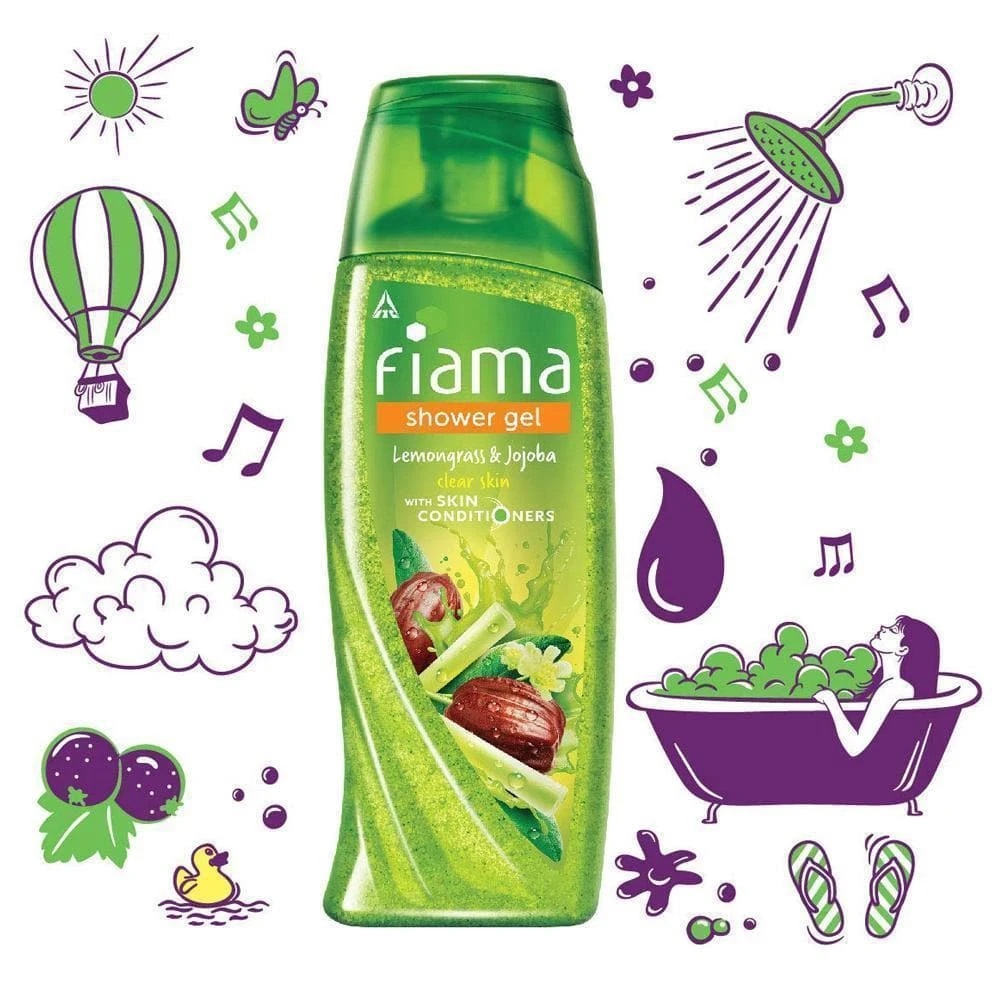 fiama
shower gel
Lemongrass & Jojoba
clear skin
WITH SKIN
CONDITIONERS